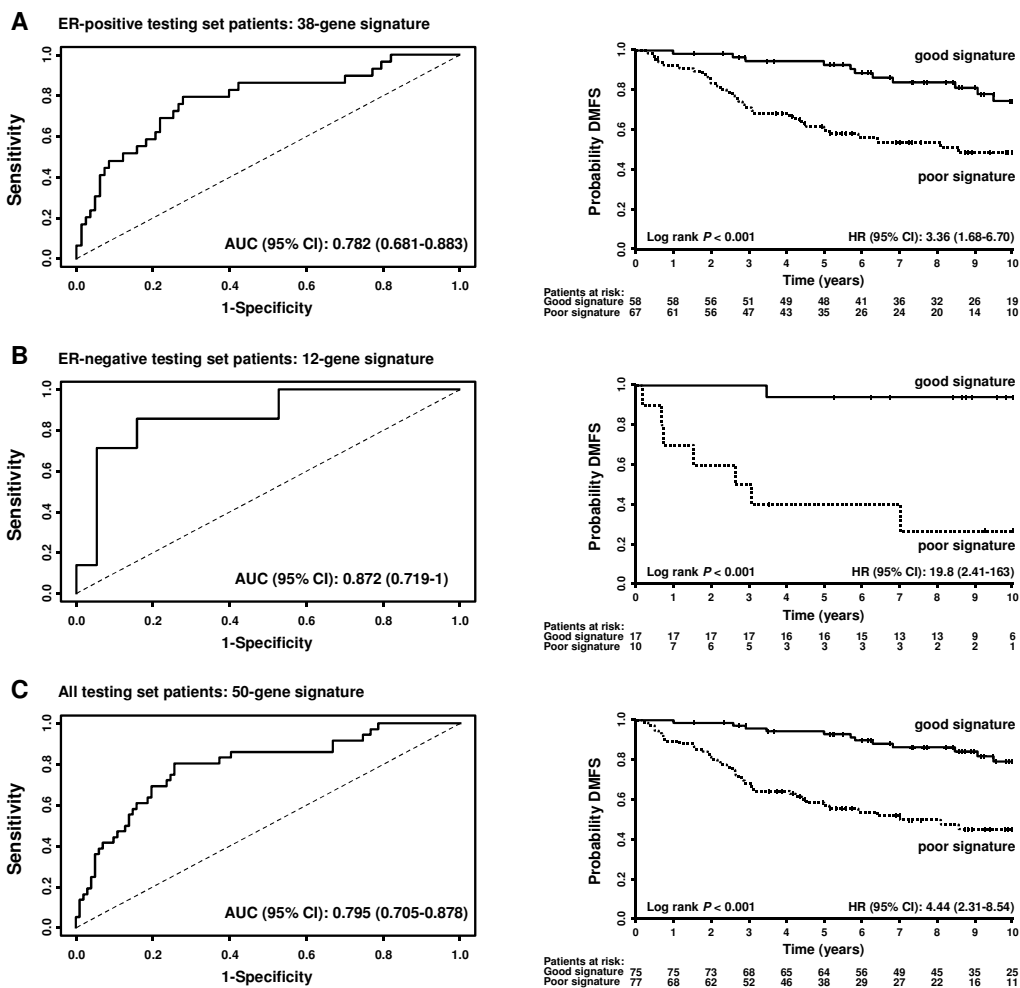 A
ER-positive testing set patients: 38-gene signature
Sensitivity
0.0 0.2 0.4 0.6 0.8 1.0
AUC (95% CI): 0.782 (0.681-0.883)
0.0 0.2 0.4 0.6 0.8 1.0
1-Specificity
Probability DMFS
0.0 0.2 0.4 0.6 0.8 1.0
good signature
poor signature
Log rank P < 0.001 HR (95% CI): 3.36 (1.68-6.70)
0 1 2 3 4 5 6 7 8 9 10
Time (years)
Patients at risk:
Good signature 58 58 56 51 49 48 41 36 32 26 19
Poor signature 67 61 56 47 43 35 26 24 20 14 10
B
ER-negative testing set patients: 12-gene signature
Sensitivity
0.0 0.2 0.4 0.6 0.8 1.0
AUC (95% CI): 0.872 (0.719-1)
0.0 0.2 0.4 0.6 0.8 1.0
1-Specificity
Probability DMFS
0.0 0.2 0.4 0.6 0.8 1.0
good signature
poor signature
Log rank P < 0.001 HR (95% CI): 19.8 (2.41-163)
0 1 2 3 4 5 6 7 8 9 10
Time (years)
Patients at risk:
Good signature 17 17 17 17 16 16 15 13 13 9 6
Poor signature 10 7 6 5 3 3 3 3 2 2 1
C
All testing set patients: 50-gene signature
Sensitivity
0.0 0.2 0.4 0.6 0.8 1.0
AUC (95% CI): 0.795 (0.705-0.878)
0.0 0.2 0.4 0.6 0.8 1.0
1-Specificity
Probability DMFS
0.0 0.2 0.4 0.6 0.8 1.0
good signature
poor signature
Log rank P < 0.001 HR (95% CI): 4.44 (2.31-8.54)
0 1 2 3 4 5 6 7 8 9 10
Time (years)
Patients at risk:
Good signature 75 75 73 68 65 64 56 49 45 35 25
Poor signature 77 68 62 52 46 38 29 27 22 16 11